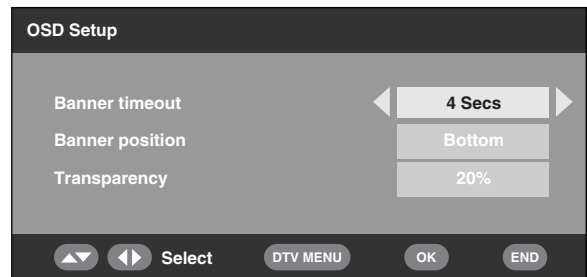 OSD Setup
Banner timeout 4 Secs
Banner position Bottom
Transparency 20%
Select DTV MENU OK END